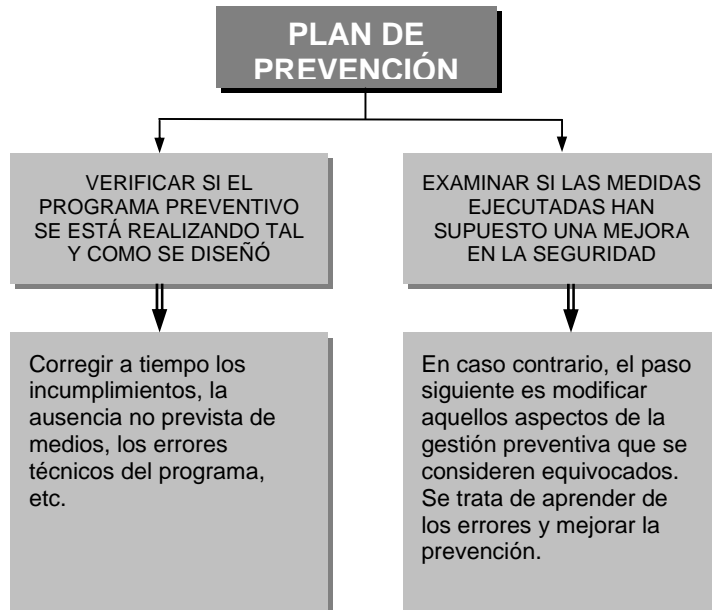 PLAN DE
PREVENCIÓN
VERIFICAR SI EL
PROGRAMA PREVENTIVO
SE ESTÁ REALIZANDO TAL
Y COMO SE DISEÑÓ
EXAMINAR SI LAS MEDIDAS
EJECUTADAS HAN
SUPUESTO UNA MEJORA
EN LA SEGURIDAD
Corregir a tiempo los
incumplimientos, la
ausencia no prevista de
medios, los errores
técnicos del programa,
etc.
En caso contrario, el paso
siguiente es modificar
aquellos aspectos de la
gestión preventiva que se
consideren equivocados.
Se trata de aprender de
los errores y mejorar la
prevención.